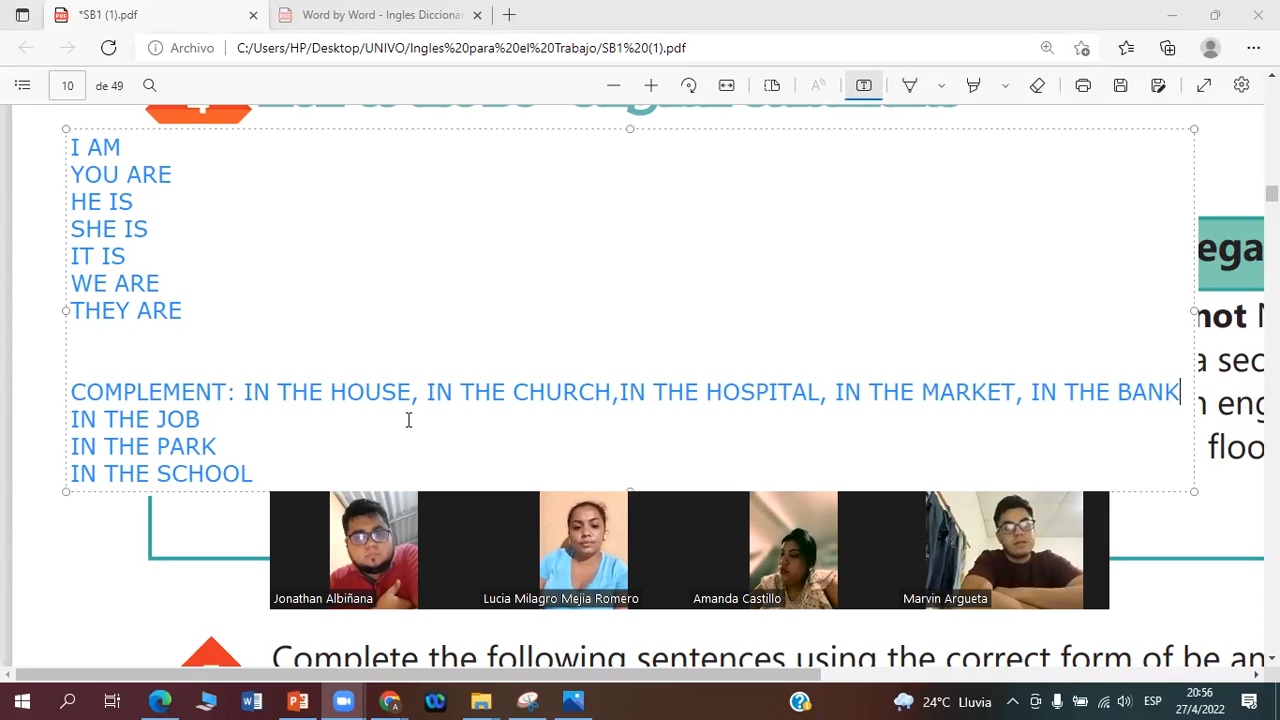 *SB1 (1).pdf
Word by Word - Ingles Diccionar
Archivo
C:/Users/HP/Desktop/UNIVO/Ingles%20para%20el%20Trabajo/SB1%20(1).pdf
10 de 49
I AM
YOU ARE
HE IS
SHE IS
IT IS
WE ARE
THEY ARE
COMPLEMENT: IN THE HOUSE, IN THE CHURCH,IN THE HOSPITAL, IN THE MARKET, IN THE BANK
IN THE JOB
IN THE PARK
IN THE SCHOOL
ega
not
a sec
eng
floo
Jonathan Albiñana
Lucia Milagro Mejia Romero
Amanda Castillo
Marvin Argueta
Complete the following sentences using the correct form of be an
24°C Lluvia
ESP
20:56
27/4/2022